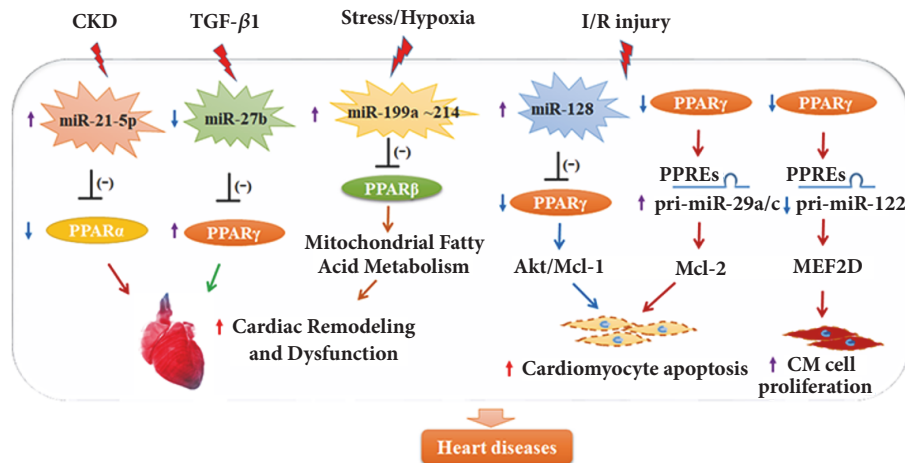 CKD
TGF-β1
Stress/Hypoxia
I/R injury
miR-21-5p
miR-27b
miR-199a ~214
miR-128
PPARγ
PPARγ
(-)
(-)
(-)
(-)
PPARβ
PPREs
PPREs
pri-miR-29a/c
pri-miR-122
PPARα
PPARγ
PPARγ
Mitochondrial Fatty
Acid Metabolism
Akt/Mcl-1
Mcl-2
MEF2D
Cardiac Remodeling
and Dysfunction
Cardiomyocyte apoptosis
CM cell
proliferation
Heart diseases